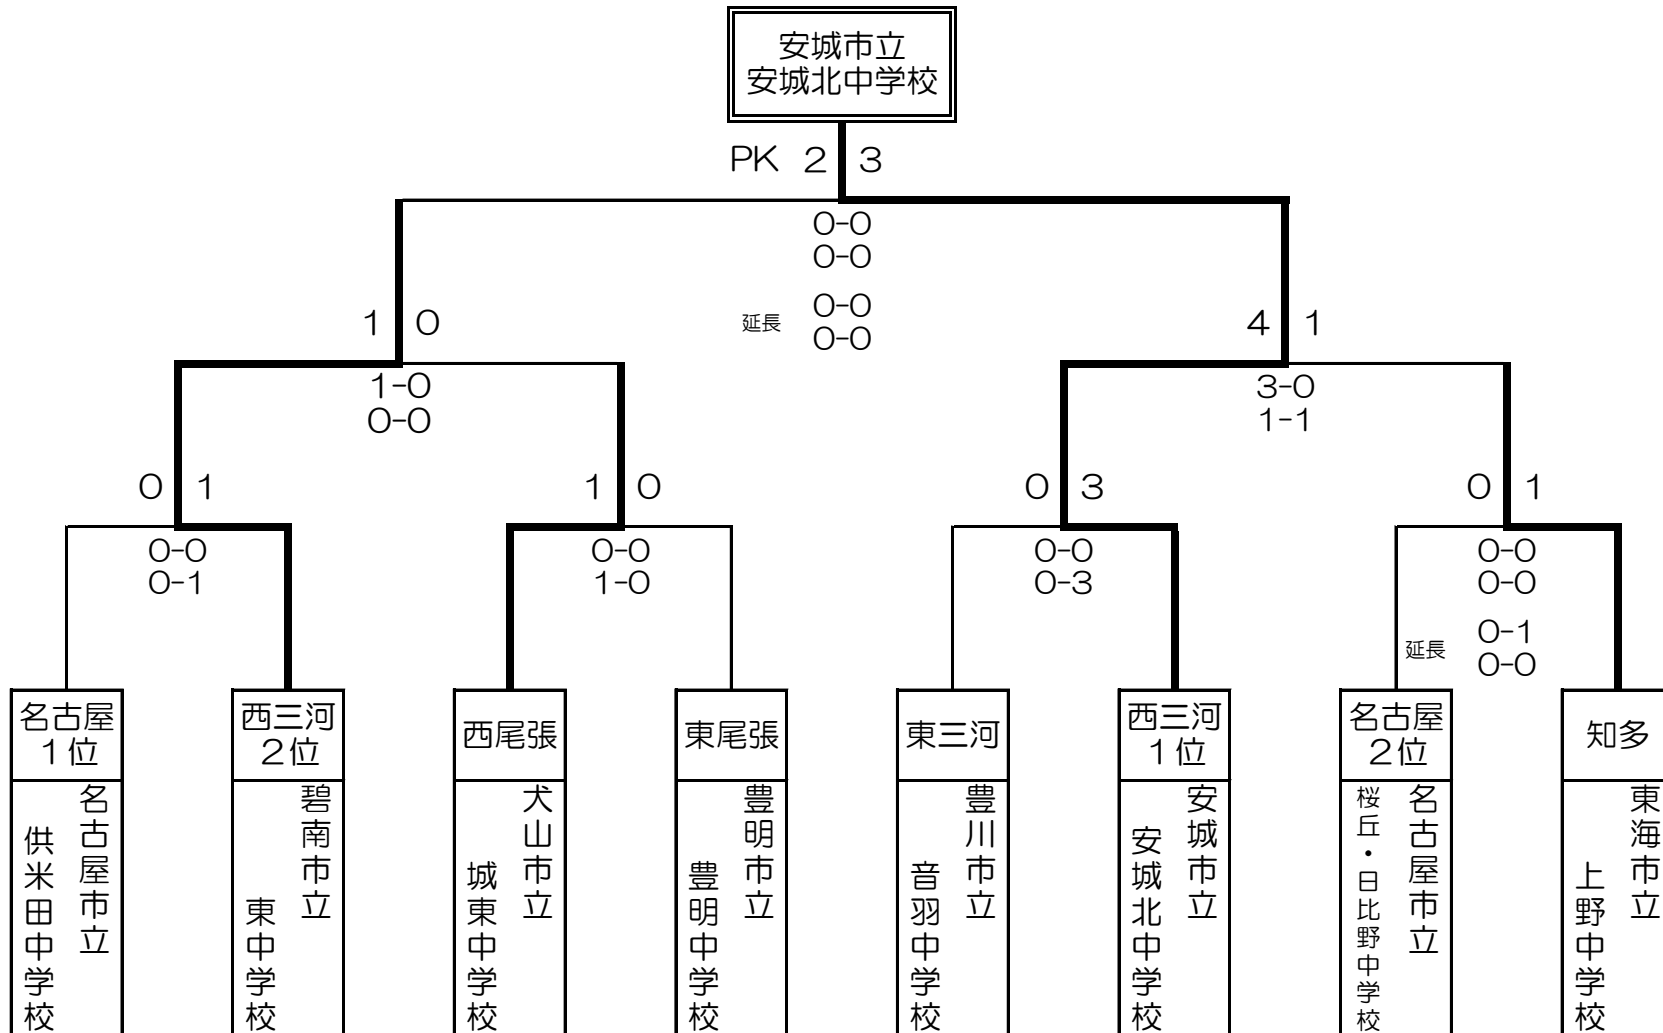 安城市立
安城北中学校
PK 2 3
0-0
0-0
延長
0-0
0-0
1 0
4 1
1-0
0-0
3-0
1-1
0 1
1 0
0 3
0 1
0-0
0-1
0-0
1-0
0-0
0-3
0-0
0-0
延長
0-1
0-0
名古屋
1位
名古屋市立
供米田中学校
西三河
2位
碧南市立
東中学校
西尾張
犬山市立
城東中学校
東尾張
豊明市立
豊明中学校
東三河
豊川市立
音羽中学校
西三河
1位
安城市立
安城北中学校
名古屋
2位
名古屋市立
桜丘・日比野中学校
知多
東海市立
上野中学校